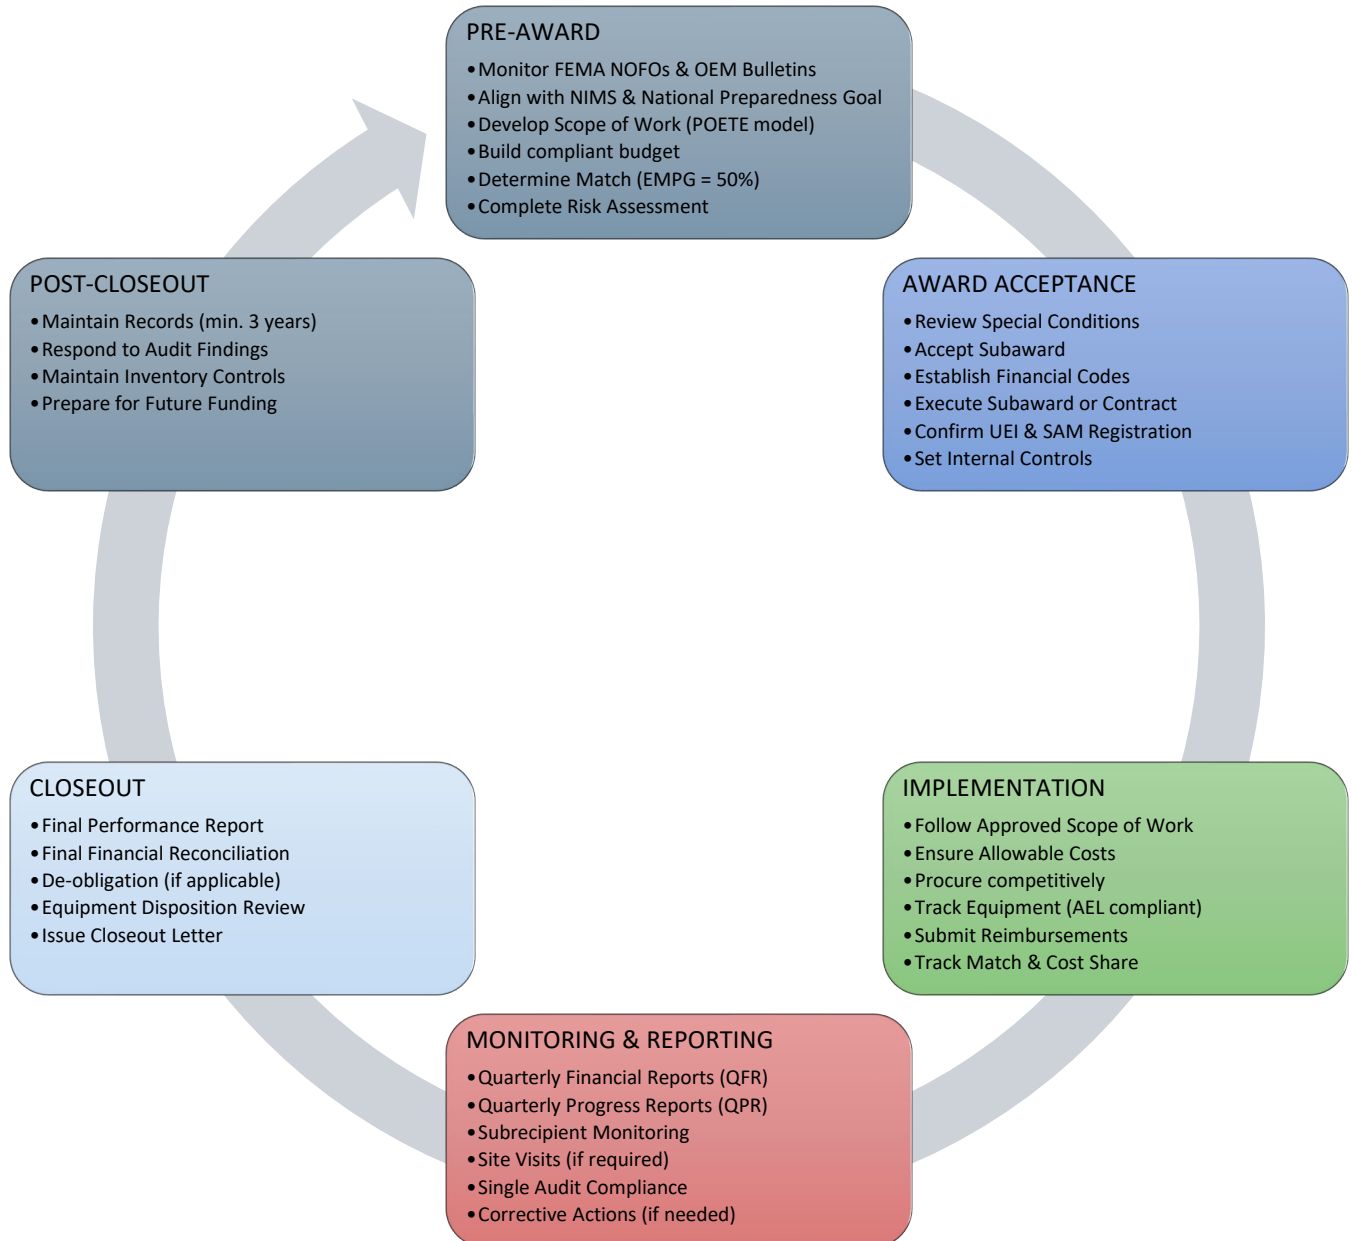 PRE-AWARD
•Monitor FEMA NOFOs & OEM Bulletins
•Align with NIMS & National Preparedness Goal
•Develop Scope of Work (POETE model)
•Build compliant budget
•Determine Match (EMPG = 50%)
•Complete Risk Assessment
AWARD ACCEPTANCE
•Review Special Conditions
•Accept Subaward
•Establish Financial Codes
•Execute Subaward or Contract
•Confirm UEI & SAM Registration
•Set Internal Controls
IMPLEMENTATION
•Follow Approved Scope of Work
•Ensure Allowable Costs
•Procure competitively
•Track Equipment (AEL compliant)
•Submit Reimbursements
•Track Match & Cost Share
MONITORING & REPORTING
•Quarterly Financial Reports (QFR)
•Quarterly Progress Reports (QPR)
•Subrecipient Monitoring
•Site Visits (if required)
•Single Audit Compliance
•Corrective Actions (if needed)
CLOSEOUT
•Final Performance Report
•Final Financial Reconciliation
•De-obligation (if applicable)
•Equipment Disposition Review
•Issue Closeout Letter
POST-CLOSEOUT
•Maintain Records (min. 3 years)
•Respond to Audit Findings
•Maintain Inventory Controls
•Prepare for Future Funding